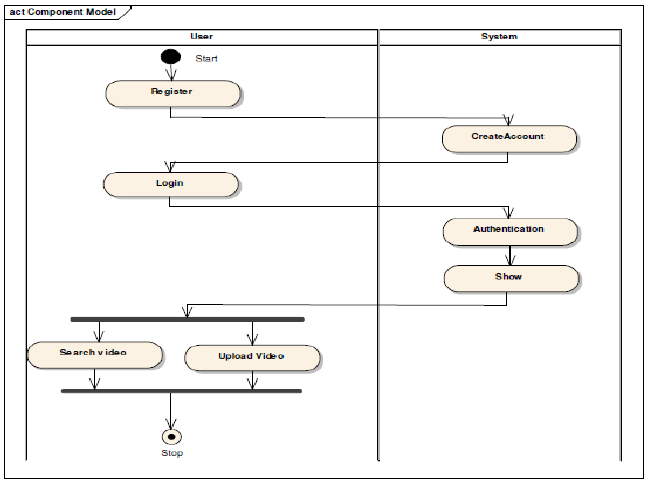 act Component Model
User
System
Start
Register
CreateAccount
Login
Authentication
Show
Search video
Upload Video
Stop